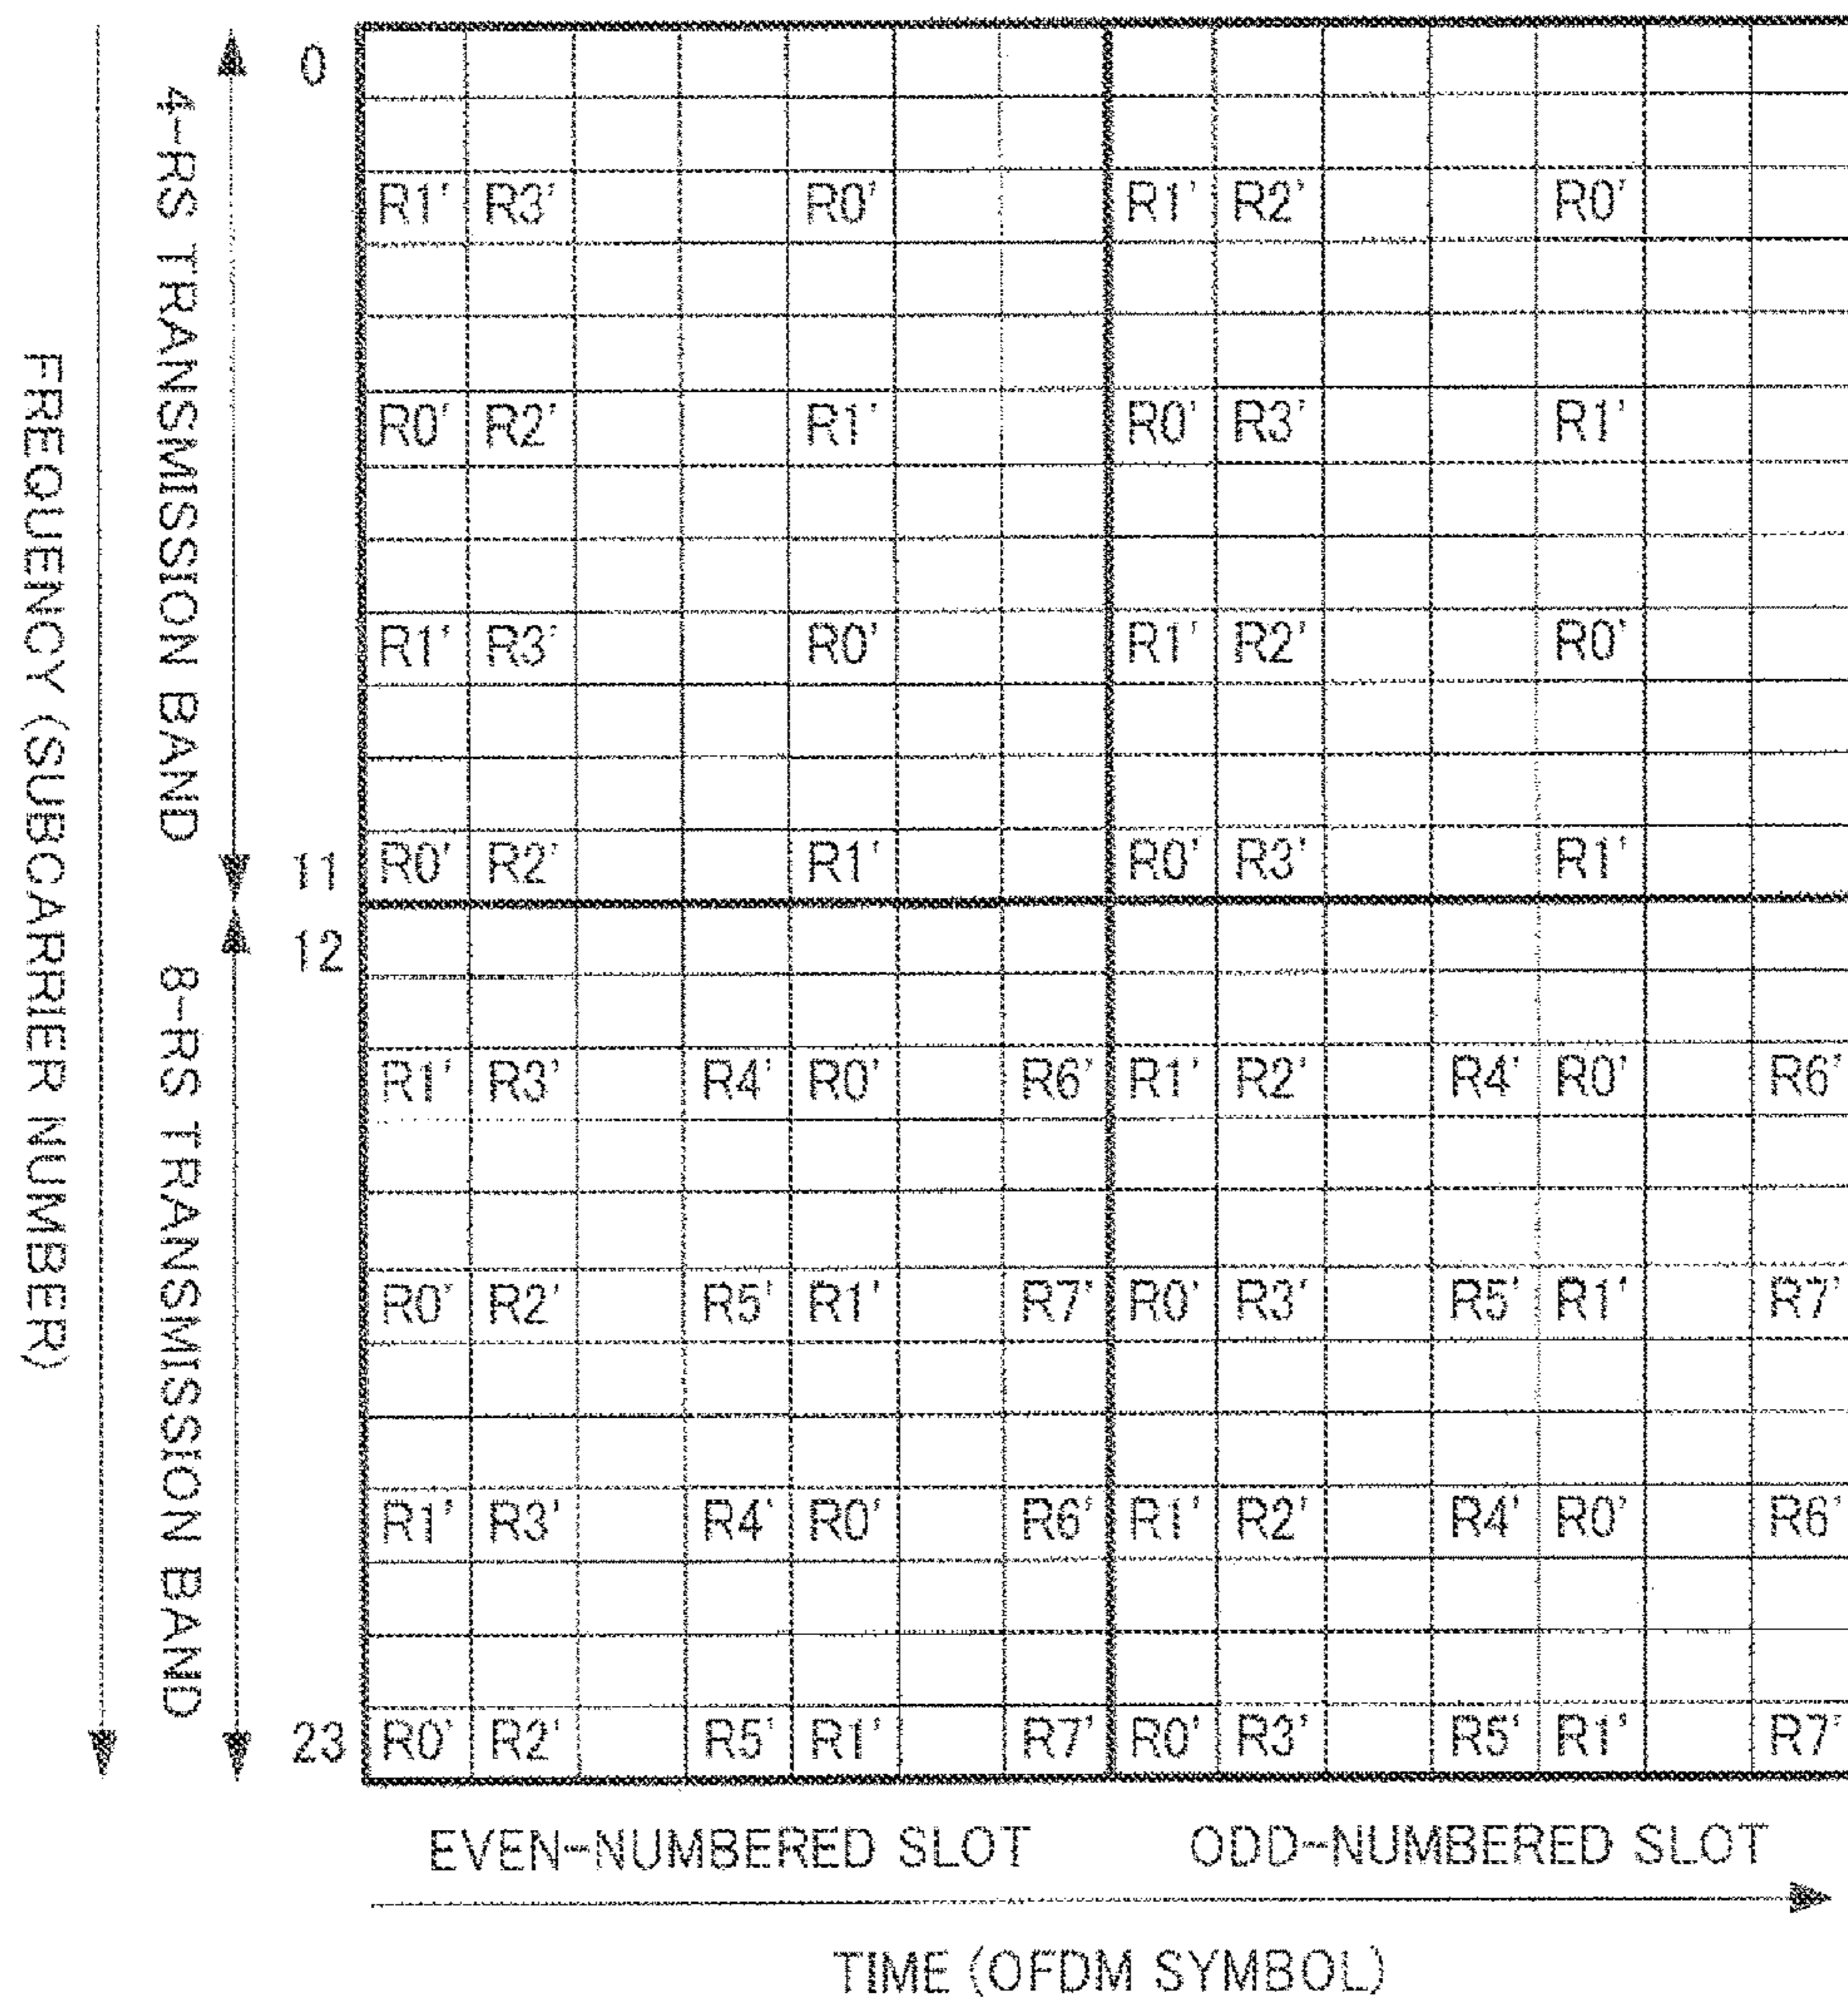 FREQUENCY (SUBCARRIER NUMBER)
4-RS TRANSMISSION BAND
8-RS TRANSMISSION BAND
0
R1' R3' R0' R1' R2' R0'
R0' R2' R1' R0' R3' R1'
R1' R3' R0' R1' R2' R0'
11 R0' R2' R1' R0' R3' R1'
12
R1' R3' R4' R0' R6' R1' R2' R4' R0' R6'
R0' R2' R5' R1' R7' R0' R3' R5' R1' R7'
R1' R3' R4' R0' R6' R1' R2' R4' R0' R6'
23 R0' R2' R5' R1' R7' R0' R3' R5' R1' R7'
EVEN-NUMBERED SLOT ODD-NUMBERED SLOT
TIME (OFDM SYMBOL)